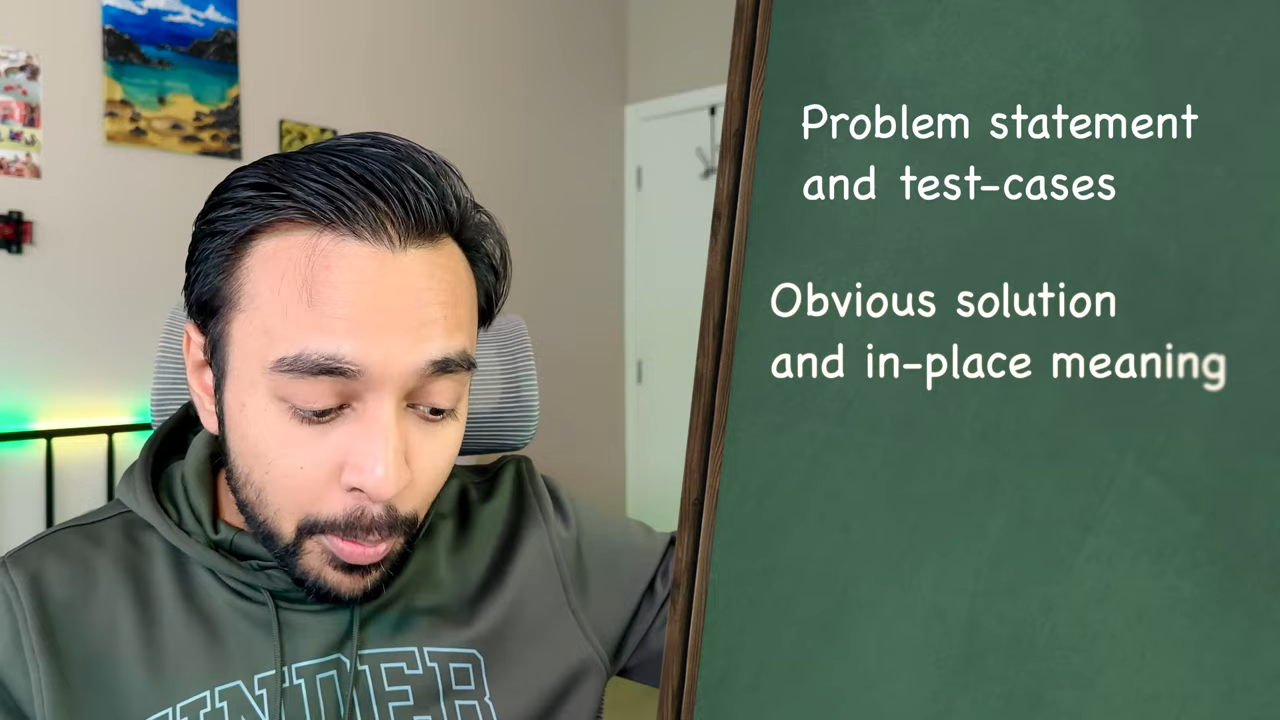 Problem statement
and test-cases
Obvious solution
and in-place meaning